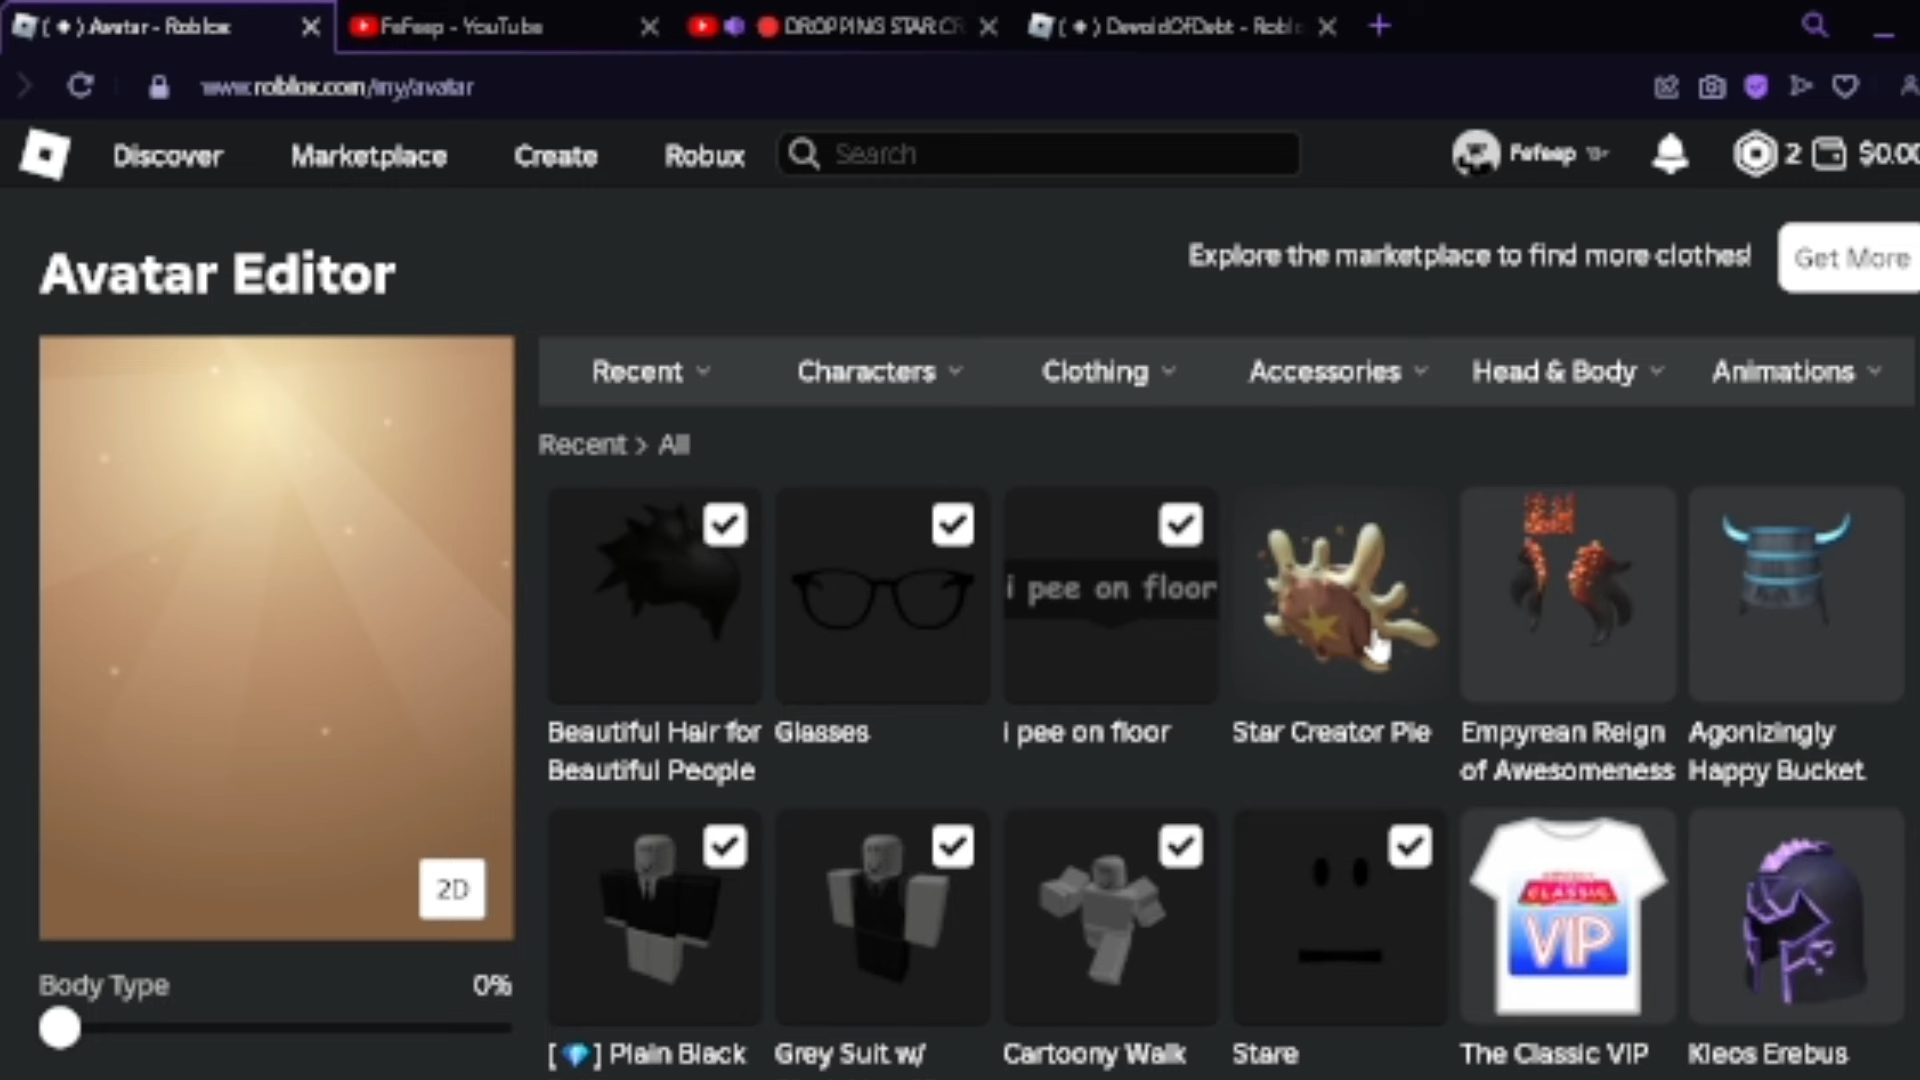 ( ) Avatar - Roblox
FeFeep - YouTube
DROPPING STAR CR
( ) DevoidOfDebt - Roblo
www.roblox.com/my/avatar
Discover
Marketplace
Create
Robux
Search
Fefeep
2
$0.00
Avatar Editor
Explore the marketplace to find more clothes!
Get More
Recent
Characters
Clothing
Accessories
Head & Body
Animations
Recent > All
i pee on floor
Beautiful Hair for
Beautiful People
Glasses
i pee on floor
Star Creator Pie
Empyrean Reign
of Awesomeness
Agonizingly
Happy Bucket
2D
CLASSIC
VIP
Body Type
0%
[ 💎 ] Plain Black
Grey Suit w/
Cartoony Walk
Stare
The Classic VIP
Kleos Erebus